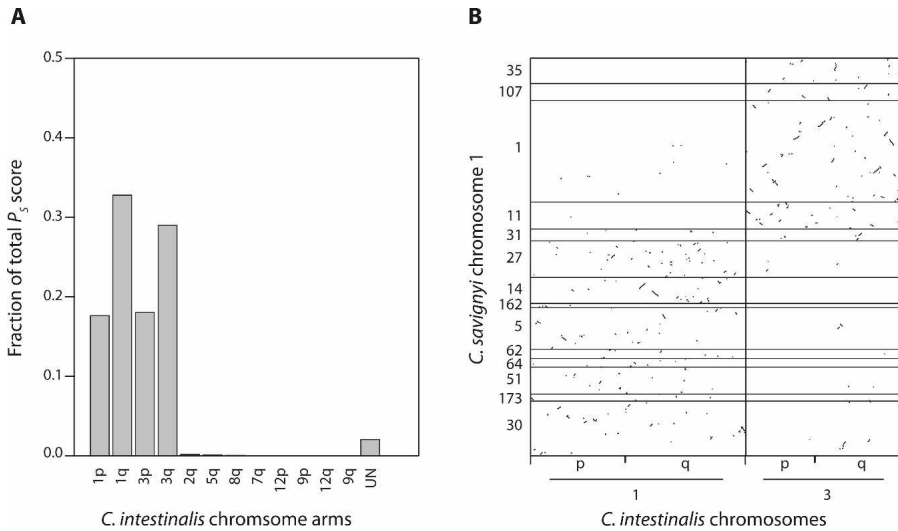 A
0.5
0.4
0.3
0.2
0.1
0.0
Fraction of total PS score
1p
1q
3p
3q
2q
5q
8q
7q
12p
9p
12q
9q
UN
C. intestinalis chromsome arms
B
35
107
1
11
31
27
14
162
5
62
64
51
173
30
C. savignyi chromosome 1
p q p q
1 3
C. intestinalis chromosomes